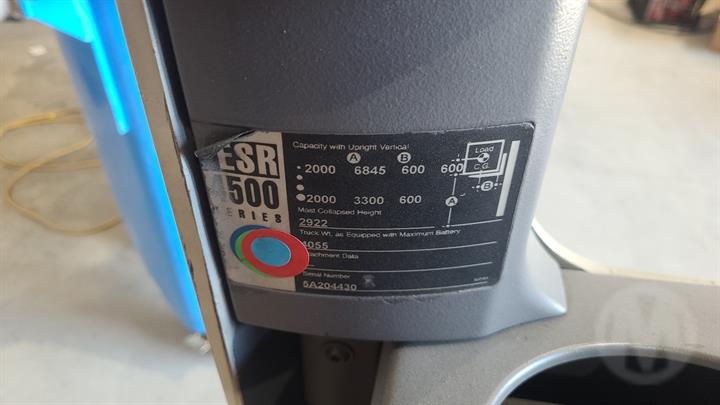 ESR
500
SERIES
Capacity with Upright Vertical
A B
2000 6845 600 600
2000 3300 600
Mast Collapsed Height
2922
Truck Wt. as Equipped with Maximum Battery
4055
Attachment Data
Serial Number
5A204430
Load
C.G.
B
A